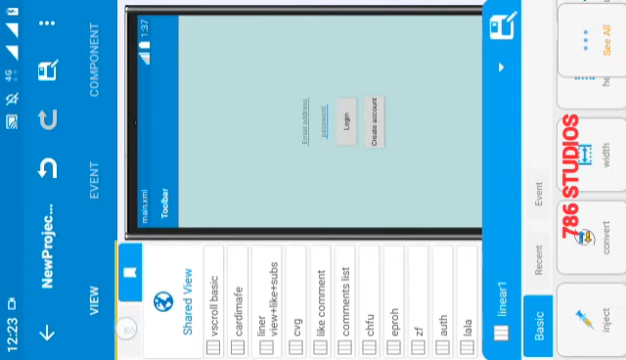 12:23
4G
NewProjec...
VIEW
EVENT
COMPONENT
1:37
main.xml
Toolbar
Email address
password
Login
Create account
Shared View
vscroll basic
cardimafe
liner
view+like+subs
cvg
like comment
comments list
chfu
eproh
zf
auth
lala
linear1
Basic
Recent
Event
786 STUDIOS
inject
convert
width
See All